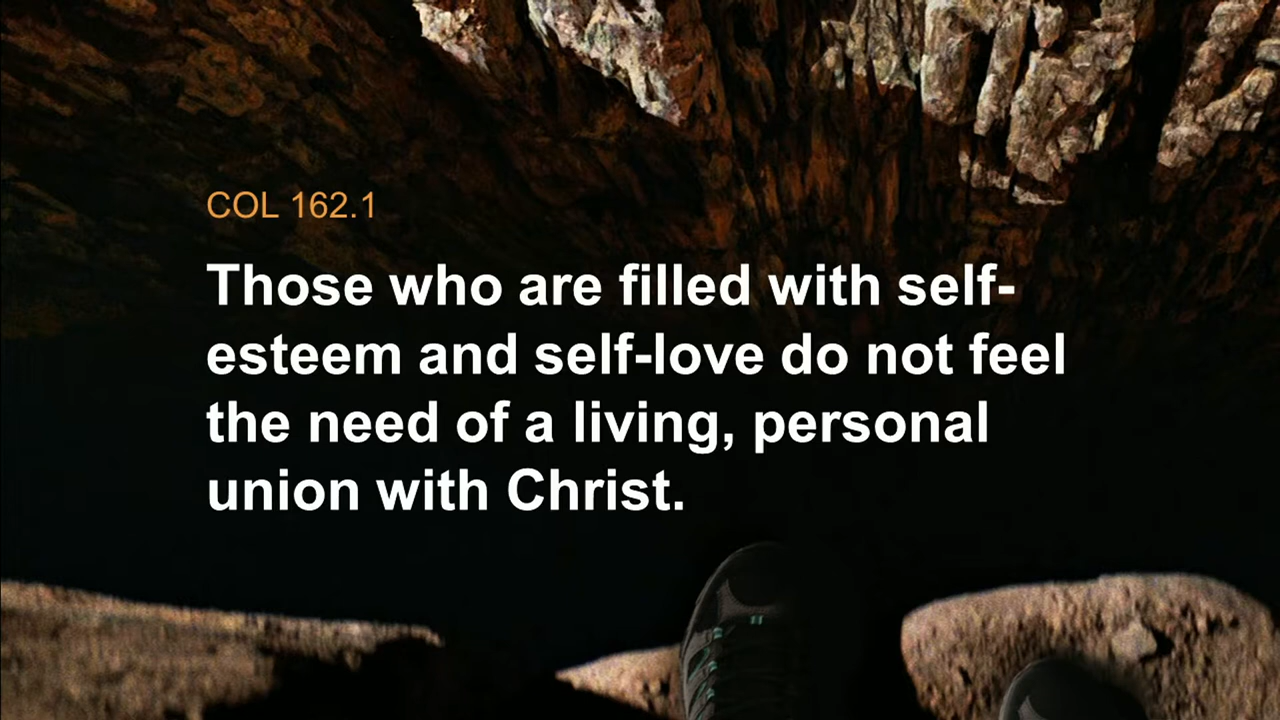 COL 162.1
Those who are filled with self-
esteem and self-love do not feel
the need of a living, personal
union with Christ.